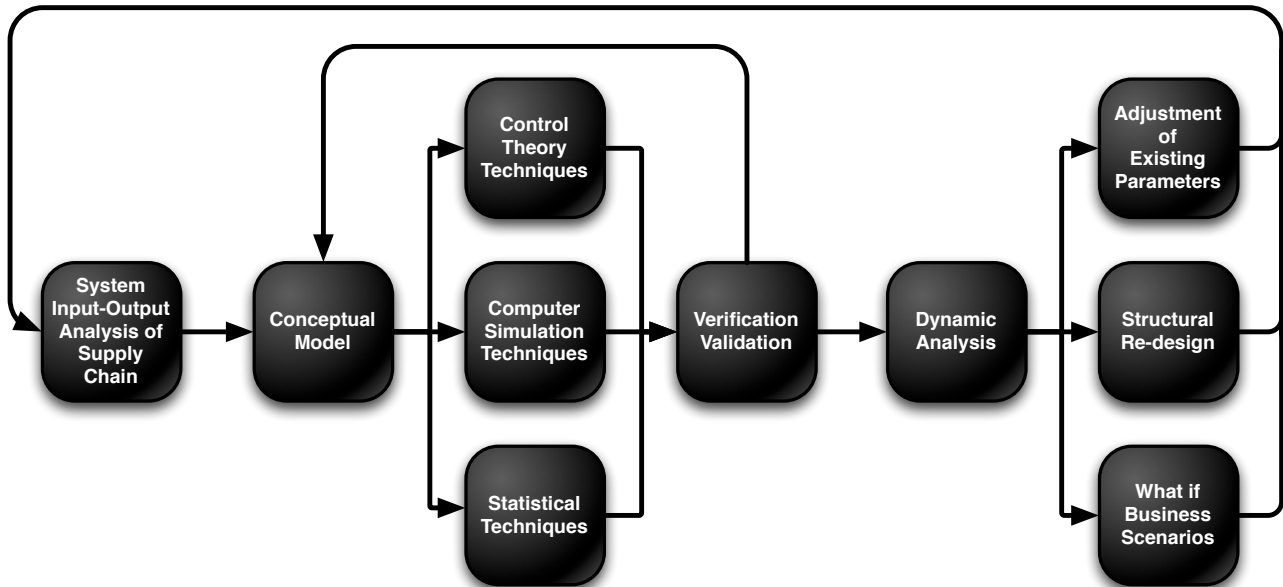 System
Input-Output
Analysis of
Supply
Chain
Conceptual
Model
Control
Theory
Techniques
Computer
Simulation
Techniques
Statistical
Techniques
Verification
Validation
Dynamic
Analysis
Adjustment
of
Existing
Parameters
Structural
Re-design
What if
Business
Scenarios